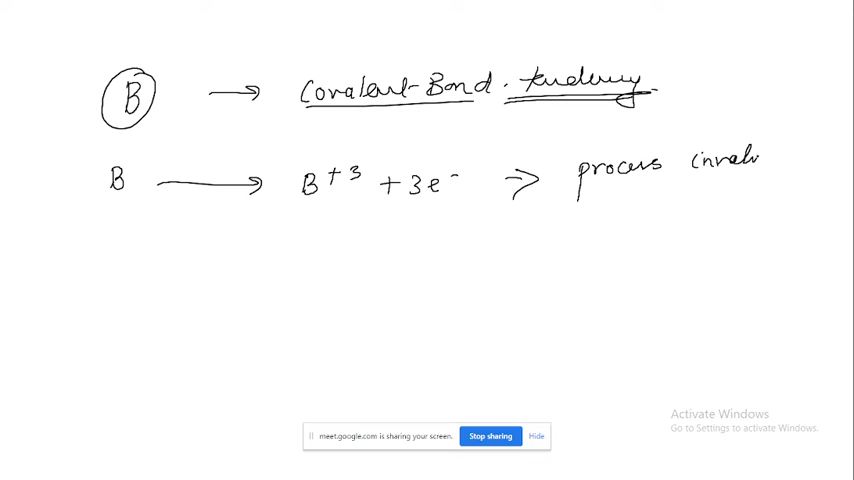 B → Covalent Bond. tendency
B → B+3 + 3e- ⇒ process involv
Activate Windows
Go to Settings to activate Windows.
meet.google.com is sharing your screen. Stop sharing Hide